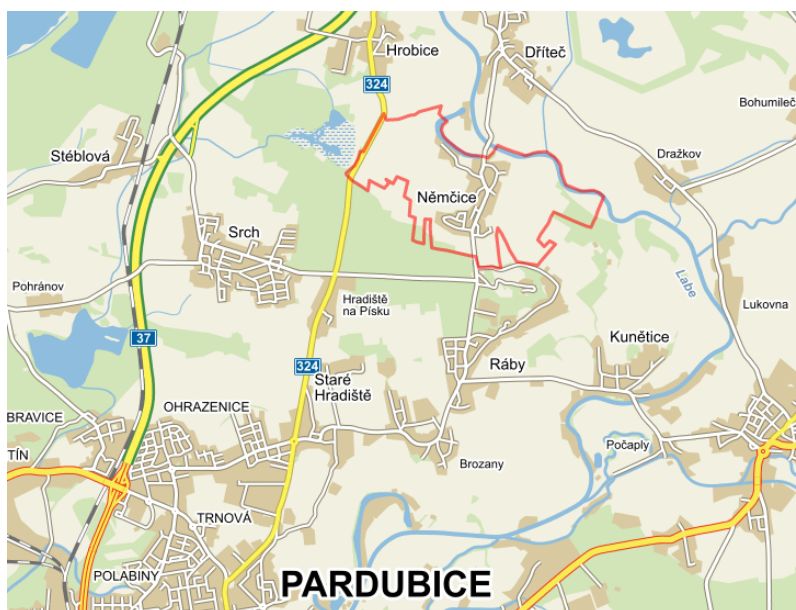 Hrobice
Dříteč
324
Bohumileč
Stéblová
Dražkov
Němčice
Srch
Pohránov
Labe
Hradiště
na Písku
Lukovna
37
Kunětice
324
Ráby
Staré
Hradiště
OHRAZENICE
BRAVICE
TÍN
Počaply
Brozany
TRNOVÁ
POLABINY
PARDUBICE